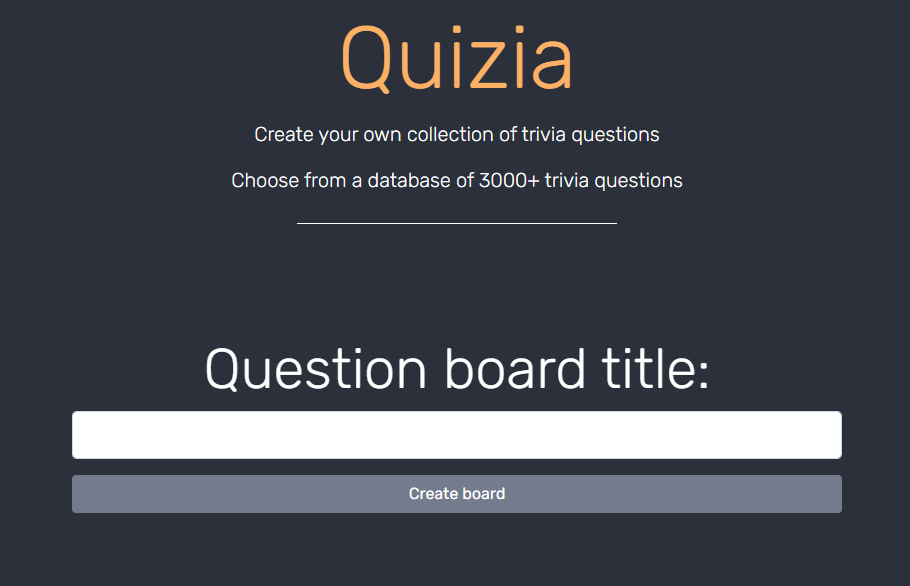 Quizia
Create your own collection of trivia questions
Choose from a database of 3000+ trivia questions
Question board title:
Create board